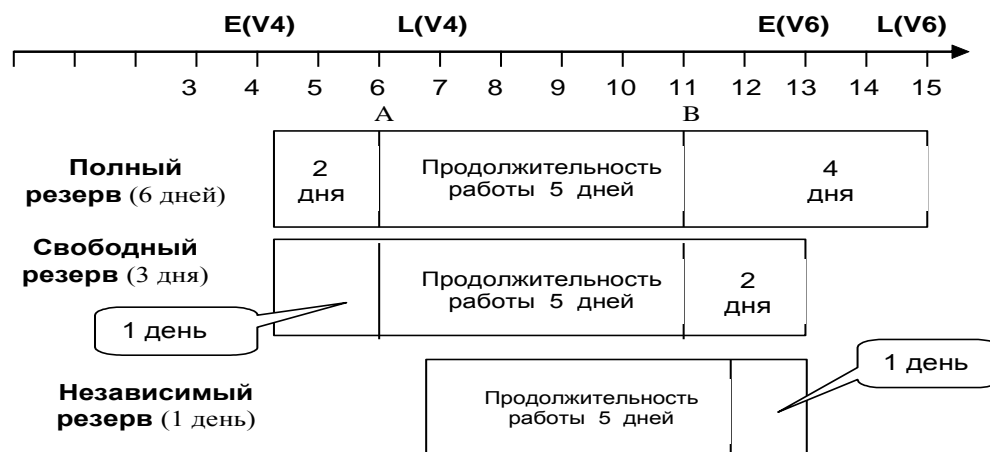 E(V4) L(V4) E(V6) L(V6)
3 4 5 6 7 8 9 10 11 12 13 14 15
A B
Полный
резерв (6 дней)
2
дня
Продолжительность
работы 5 дней
4
дня
Свободный
резерв (3 дня)
1 день
Продолжительность
работы 5 дней
2
дня
Независимый
резерв (1 день)
Продолжительность
работы 5 дней
1 день